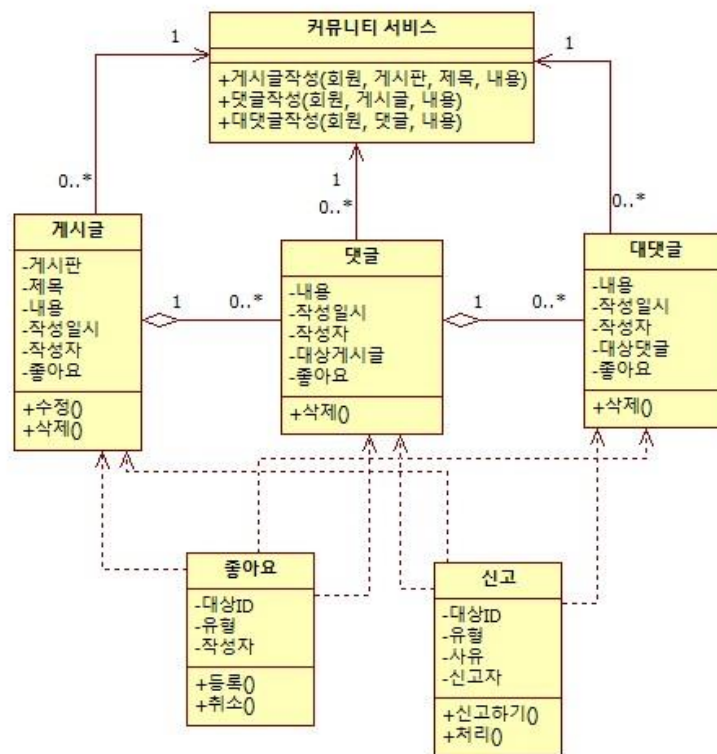 커뮤니티 서비스
+게시글작성(회원, 게시판, 제목, 내용)
+댓글작성(회원, 게시글, 내용)
+대댓글작성(회원, 댓글, 내용)
1
1
1
0..*
0..*
0..*
게시글
-게시판
-제목
-내용
-작성일시
-작성자
-좋아요
+수정()
+삭제()
1
0..*
댓글
-내용
-작성일시
-작성자
-대상게시글
-좋아요
+삭제()
1
0..*
대댓글
-내용
-작성일시
-작성자
-대상댓글
-좋아요
+삭제()
좋아요
-대상ID
-유형
-작성자
+등록()
+취소()
신고
-대상ID
-유형
-사유
-신고자
+신고하기()
+처리()